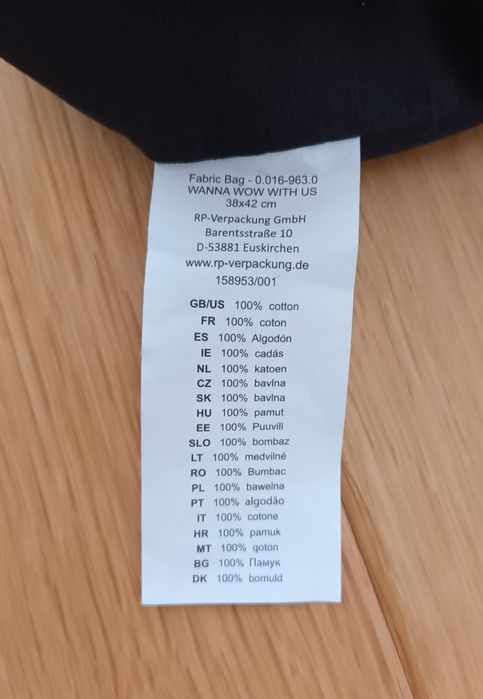 Fabric Bag - 0.016-963.0
WANNA WOW WITH US
38x42 cm
RP-Verpackung GmbH
Barentsstraße 10
D-53881 Euskirchen
www.rp-verpackung.de
158953/001
GB/US 100% cotton
FR 100% coton
ES 100% Algodón
IE 100% cadás
NL 100% katoen
CZ 100% bavlna
SK 100% bavlna
HU 100% pamut
EE 100% Puuvill
SLO 100% bombaz
LT 100% medvilné
RO 100% Bumbac
PL 100% bawelna
PT 100% algodão
IT 100% cotone
HR 100% pamuk
MT 100% qoton
BG 100% Памук
DK 100% bomuld